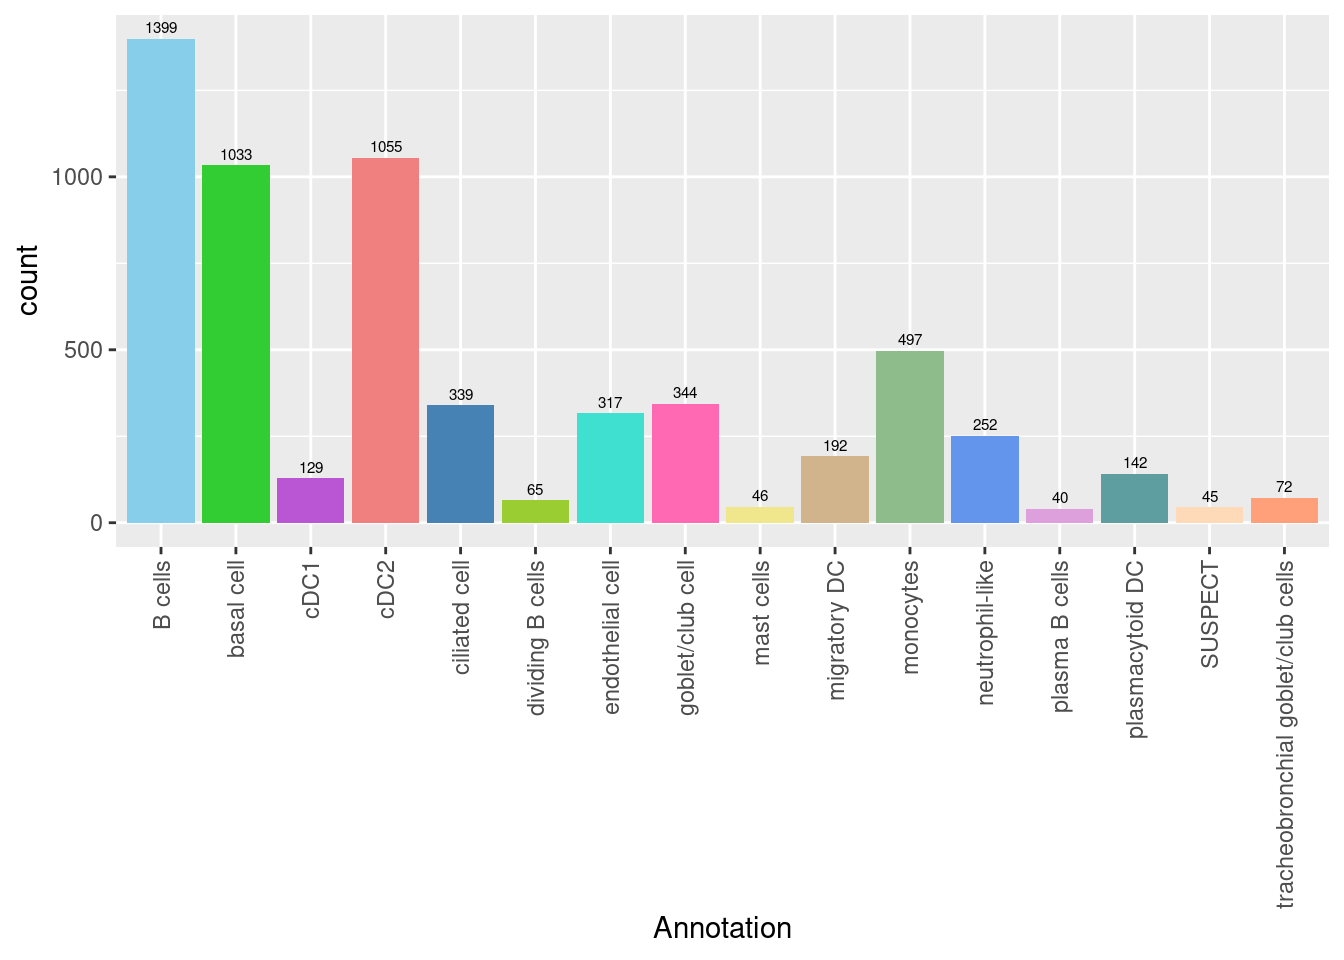 1399
1033
129
1055
339
65
317
344
46
192
497
252
40
142
45
72
1000
500
0
count
B cells
basal cell
cDC1
cDC2
ciliated cell
dividing B cells
endothelial cell
goblet/club cell
mast cells
migratory DC
monocytes
neutrophil-like
plasma B cells
plasmacytoid DC
SUSPECT
tracheobronchial goblet/club cells
Annotation